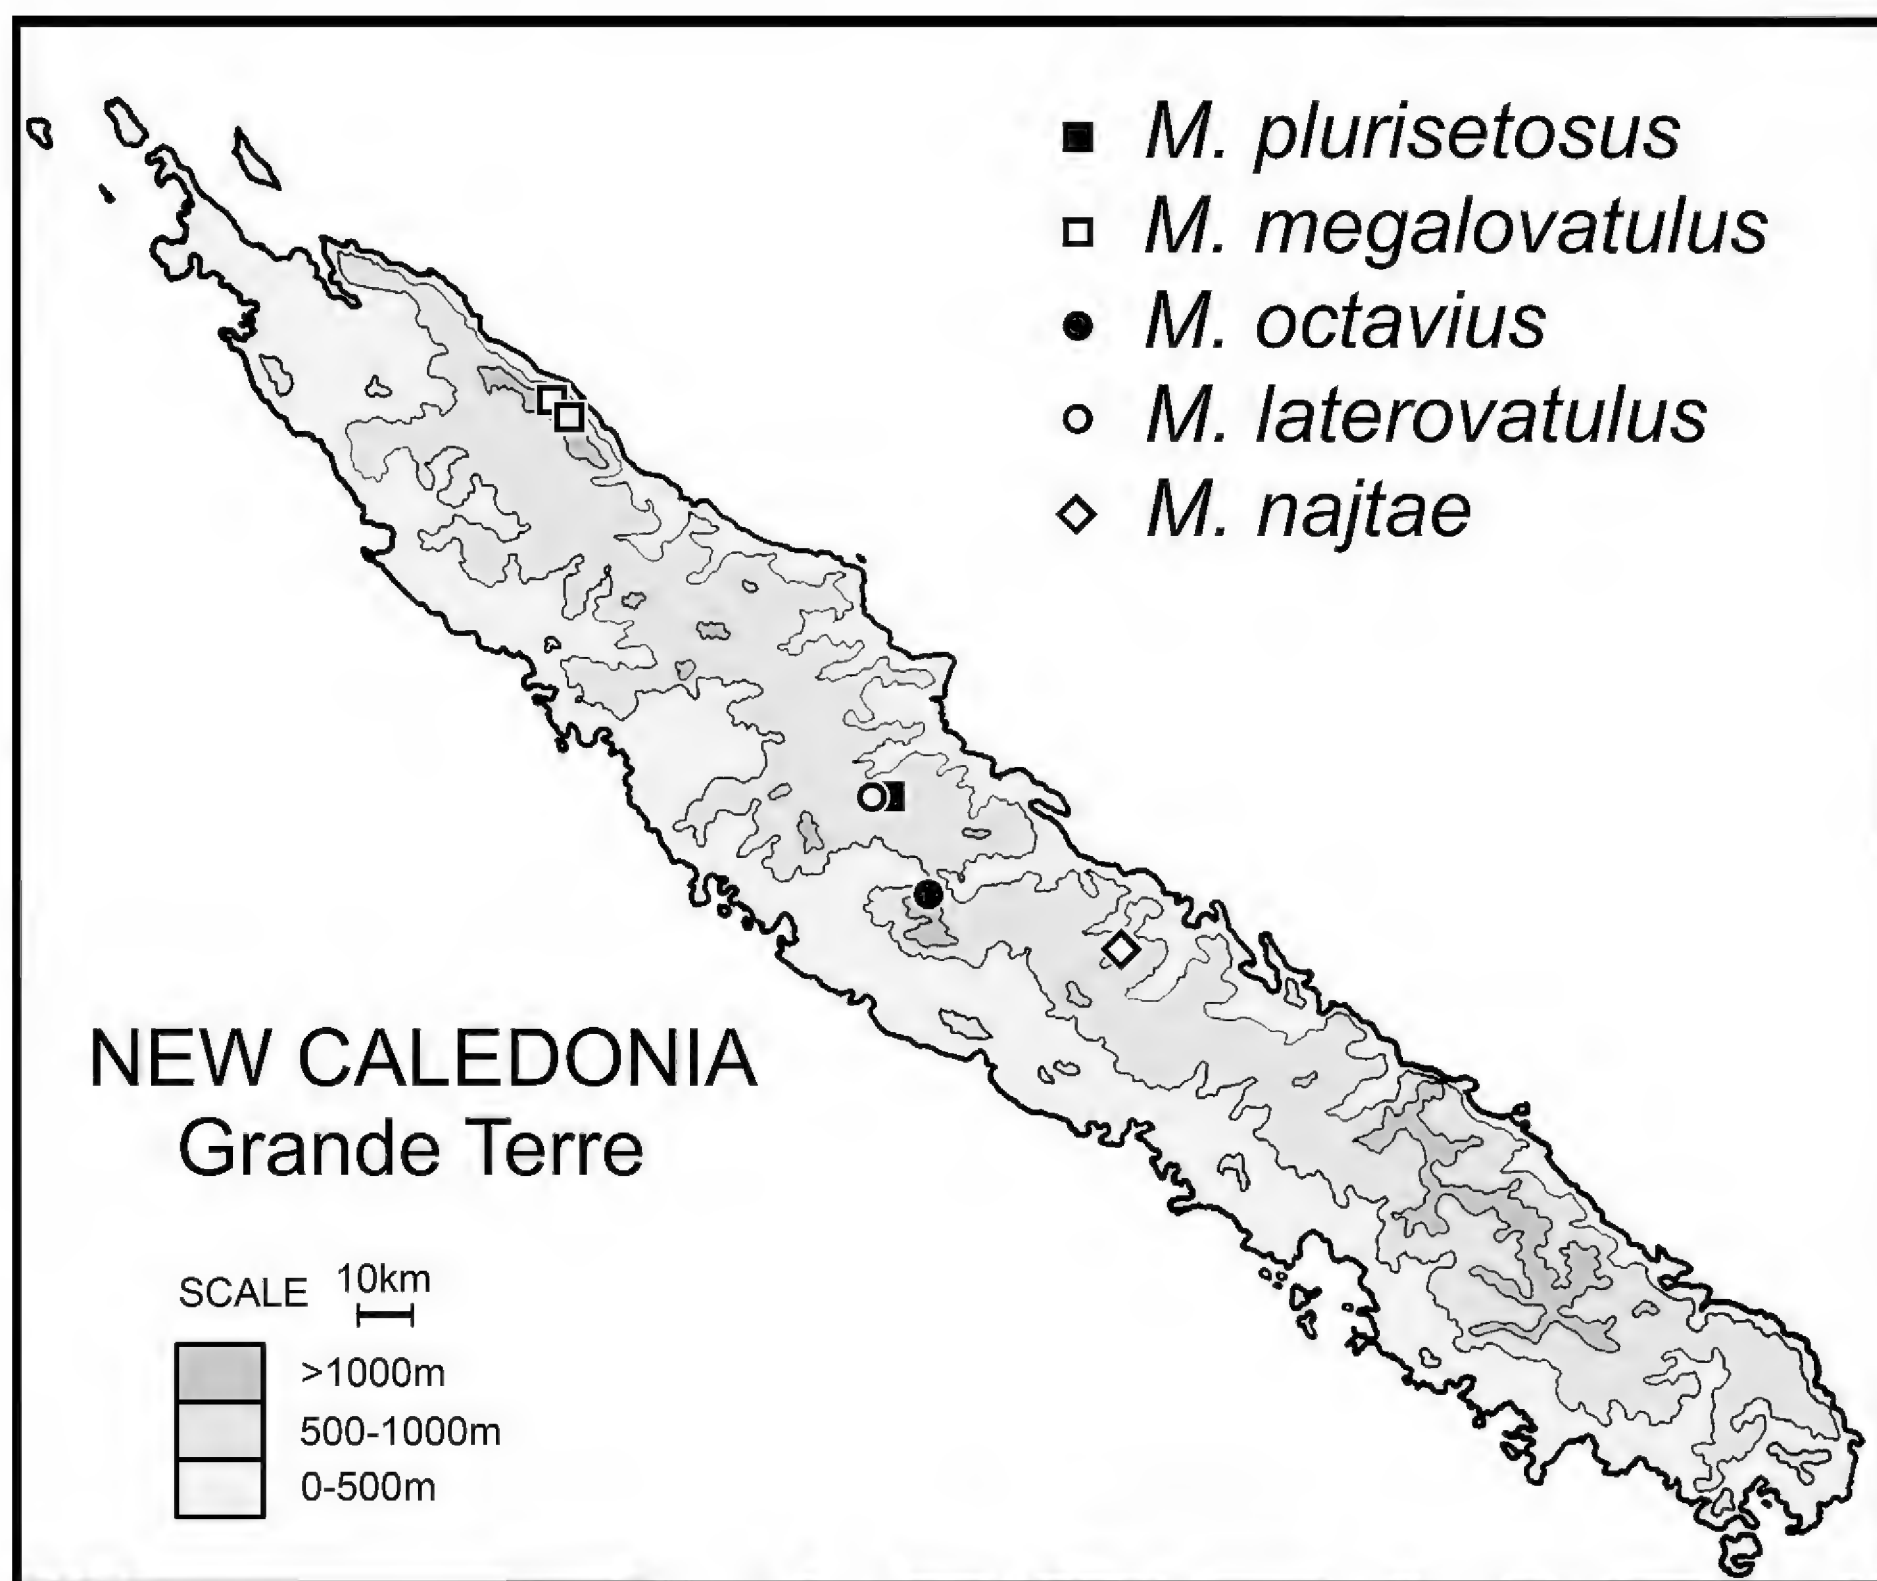 M. plurisetosus
M. megalovatulus
M. octavius
M. laterovatulus
M. najtae
NEW CALEDONIA
Grande Terre
SCALE 10km
>1000m
500-1000m
0-500m